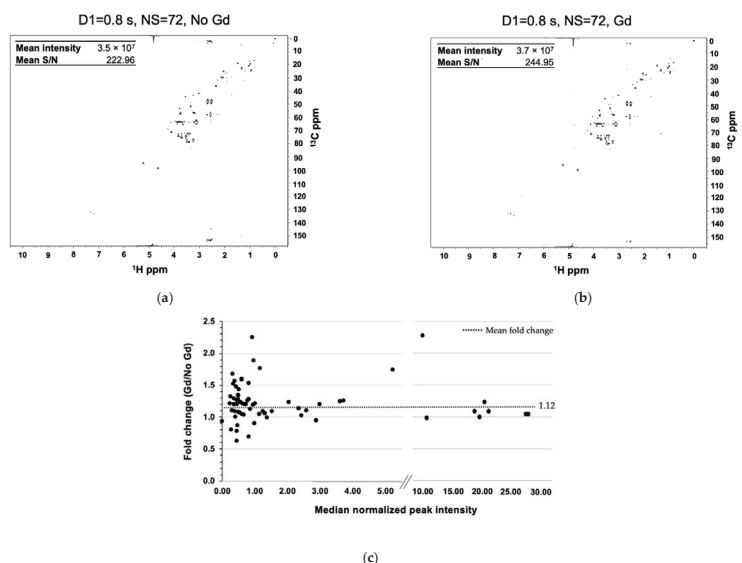 D1=0.8 s, NS=72, No Gd
Mean intensity 3.5 × 10⁷
Mean S/N 222.96
0
10
20
30
40
50
60
70
80
90
100
110
120
130
140
150
¹³C ppm
10 9 8 7 6 5 4 3 2 1 0
¹H ppm
(a)
D1=0.8 s, NS=72, Gd
Mean intensity 3.7 × 10⁷
Mean S/N 244.95
0
10
20
30
40
50
60
70
80
90
100
110
120
130
140
150
¹³C ppm
10 9 8 7 6 5 4 3 2 1 0
¹H ppm
(b)
2.5
2.0
1.5
1.0
0.5
0.0
Fold change (Gd/No Gd)
Mean fold change
1.12
0.00 1.00 2.00 3.00 4.00 5.00 // 10.00 15.00 20.00 25.00 30.00
Median normalized peak intensity
(c)